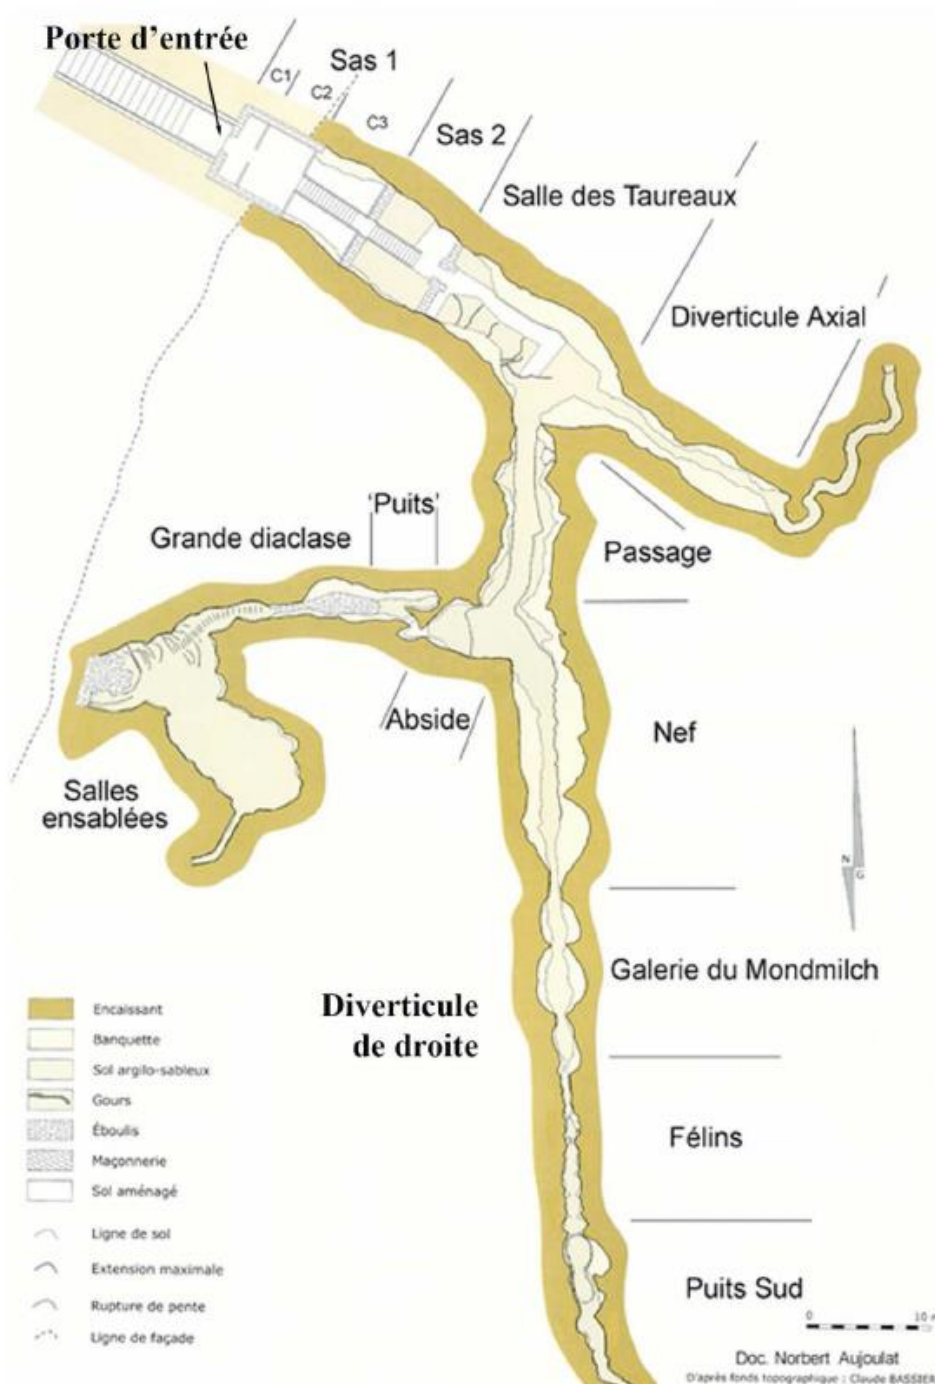 Porte d’entrée
C1
Sas 1
C2
C3
Sas 2
Salle des Taureaux
Diverticule Axial
'Puits'
Grande diaclase
Passage
Abside
Nef
Salles
ensablées
N
G
Galerie du Mondmilch
Diverticule
de droite
Félins
Puits Sud
Encaissant
Banquette
Sol argilo-sableux
Gours
Éboulis
Maçonnerie
Sol aménagé
Ligne de sol
Extension maximale
Rupture de pente
Ligne de façade
0 10 m
Doc. Norbert Aujoulat
D'après fonds topographique : Claude BASSIER